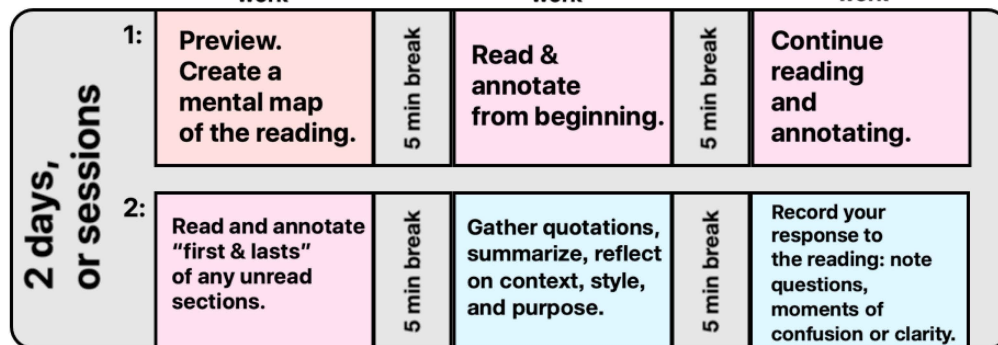 2 days,
or sessions
1:
Preview.
Create a
mental map
of the reading.
5 min break
Read &
annotate
from beginning.
5 min break
Continue
reading
and
annotating.
2:
Read and annotate
“first & lasts”
of any unread
sections.
5 min break
Gather quotations,
summarize, reflect
on context, style,
and purpose.
5 min break
Record your
response to
the reading: note
questions,
moments of
confusion or clarity.